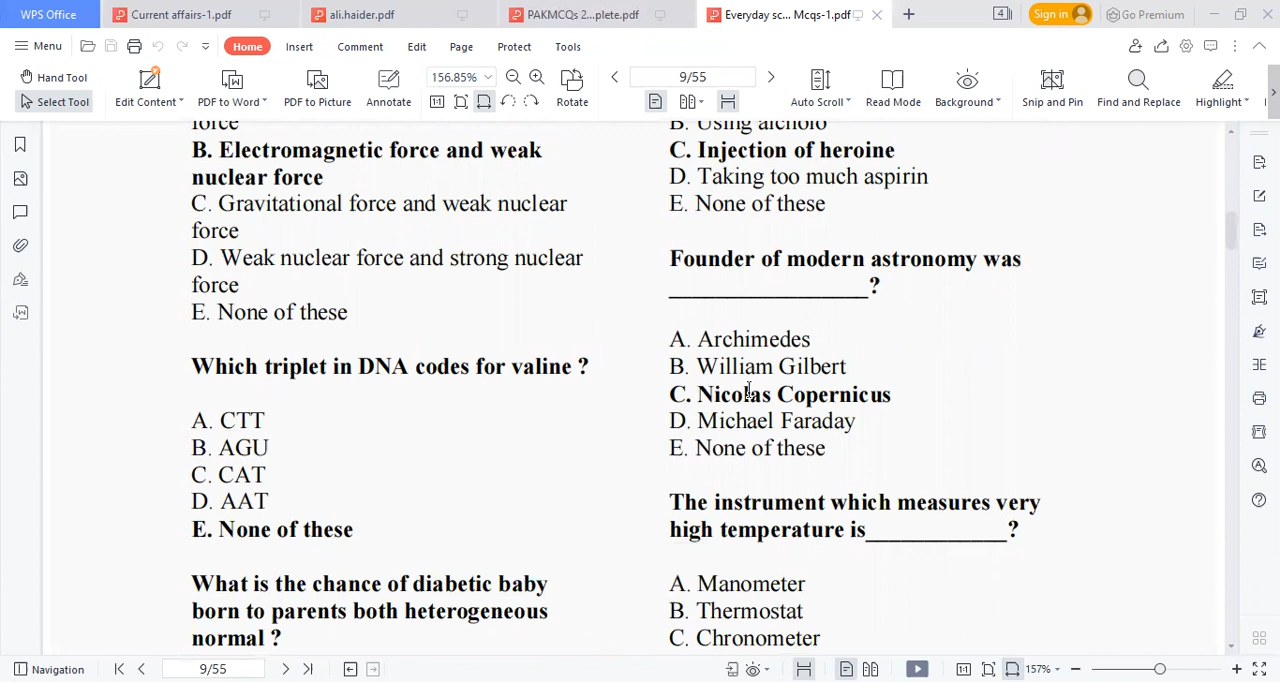 WPS Office
Current affairs-1.pdf
ali.haider.pdf
PAKMCQs 2...plete.pdf
Everyday sc... Mcqs-1.pdf
4
Sign in
Go Premium
Menu
Home
Insert
Comment
Edit
Page
Protect
Tools
Hand Tool
Select Tool
Edit Content
PDF to Word
PDF to Picture
Annotate
156.85%
Rotate
9/55
Auto Scroll
Read Mode
Background
Snip and Pin
Find and Replace
Highlight
force
B. Electromagnetic force and weak
nuclear force
C. Gravitational force and weak nuclear
force
D. Weak nuclear force and strong nuclear
force
E. None of these
Which triplet in DNA codes for valine ?
A. CTT
B. AGU
C. CAT
D. AAT
E. None of these
What is the chance of diabetic baby
born to parents both heterogeneous
normal ?
B. Using alcholo
C. Injection of heroine
D. Taking too much aspirin
E. None of these
Founder of modern astronomy was
_________________?
A. Archimedes
B. William Gilbert
C. Nicolas Copernicus
D. Michael Faraday
E. None of these
The instrument which measures very
high temperature is____________?
A. Manometer
B. Thermostat
C. Chronometer
Navigation
9/55
1:1
157%